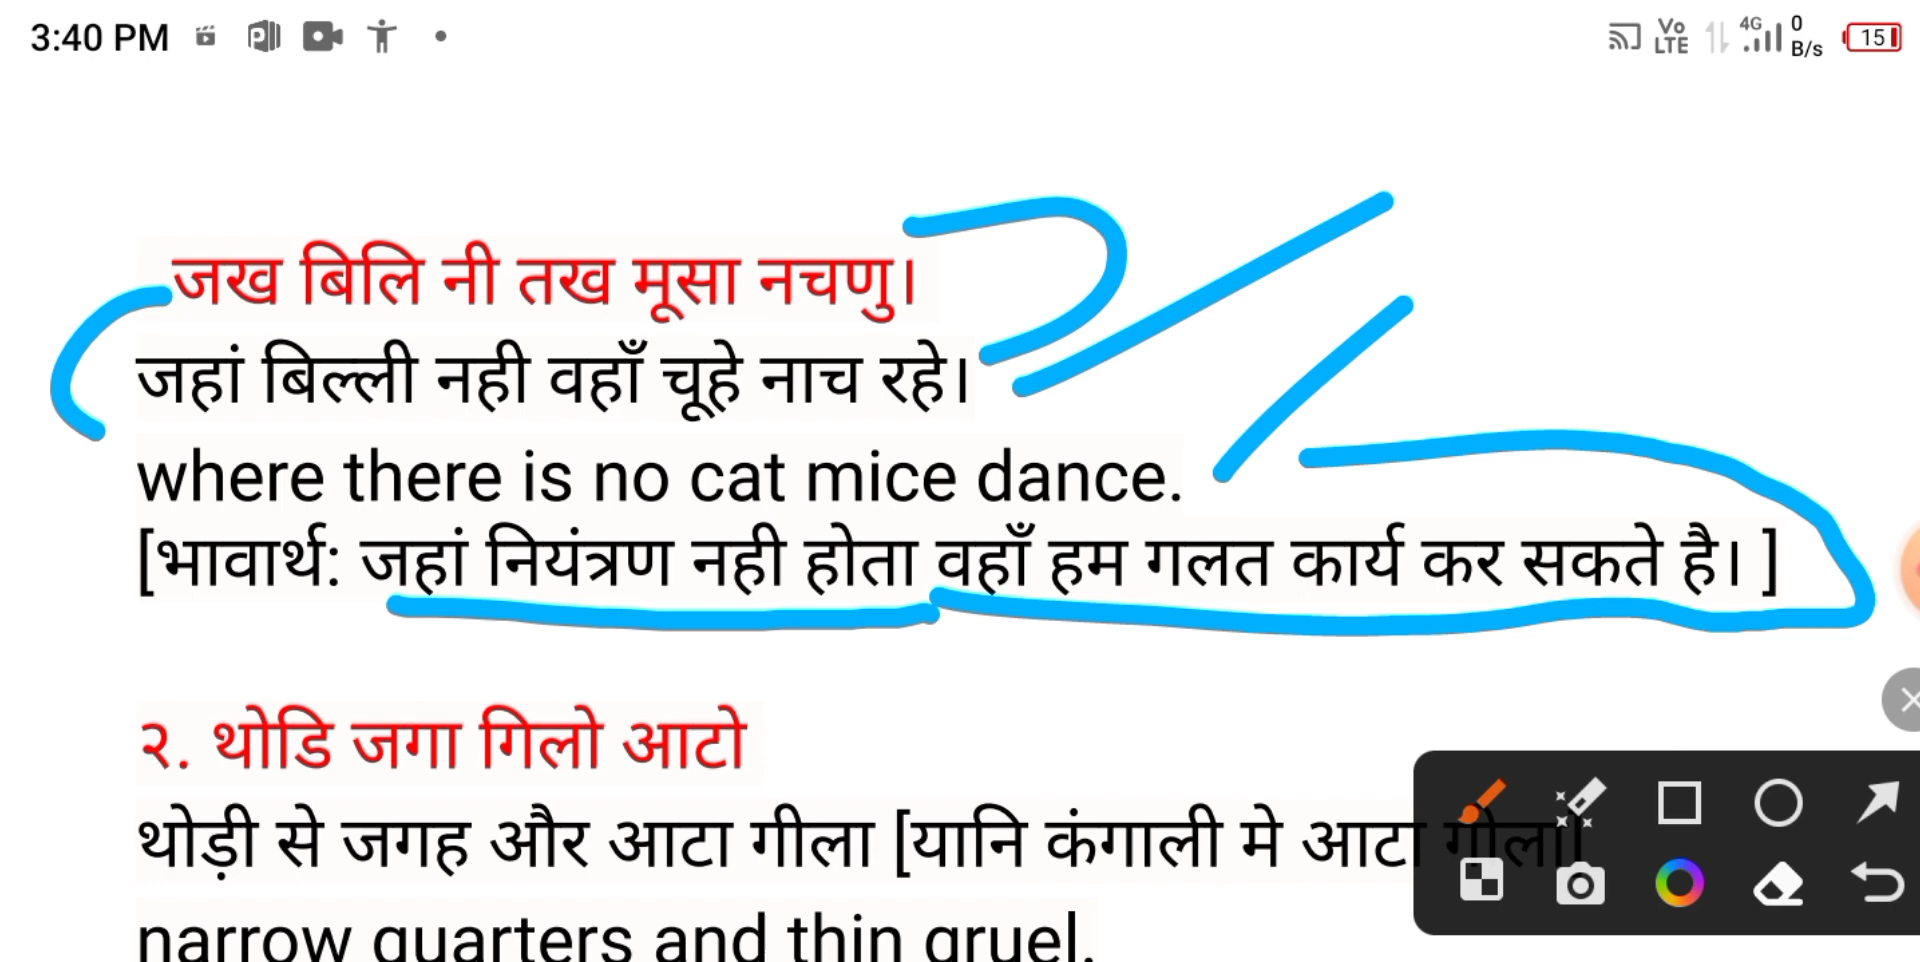 3:40 PM
Vo LTE 4G 0 B/s 15
जख बिलि नी तख मूसा नचणु।
जहां बिल्ली नही वहाँ चूहे नाच रहे।
where there is no cat mice dance.
[भावार्थ: जहां नियंत्रण नही होता वहाँ हम गलत कार्य कर सकते है। ]
२. थोडि जगा गिलो आटो
थोड़ी से जगह और आटा गीला [यानि कंगाली मे आटा गीला]
narrow quarters and thin gruel.